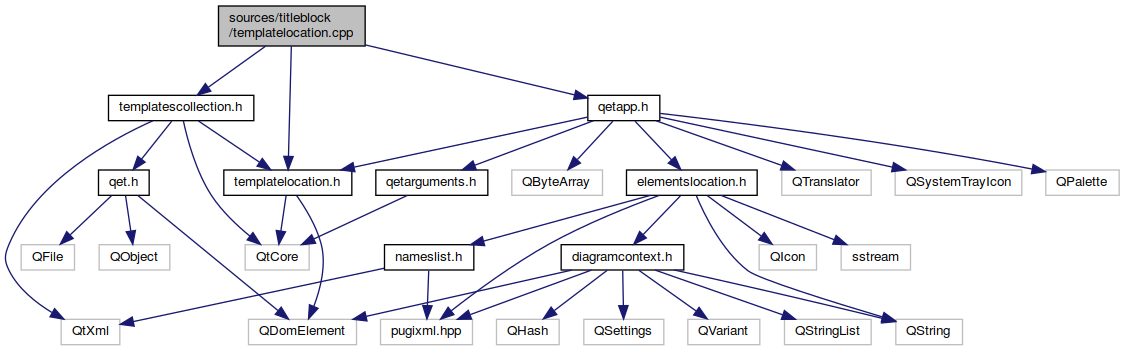 sources/titleblock
/templatelocation.cpp
templatescollection.h
qetapp.h
qet.h
templatelocation.h
qetarguments.h
QByteArray
elementslocation.h
QTranslator
QSystemTrayIcon
QPalette
QFile
QObject
QtCore
nameslist.h
diagramcontext.h
QIcon
sstream
QtXml
QDomElement
pugixml.hpp
QHash
QSettings
QVariant
QStringList
QString